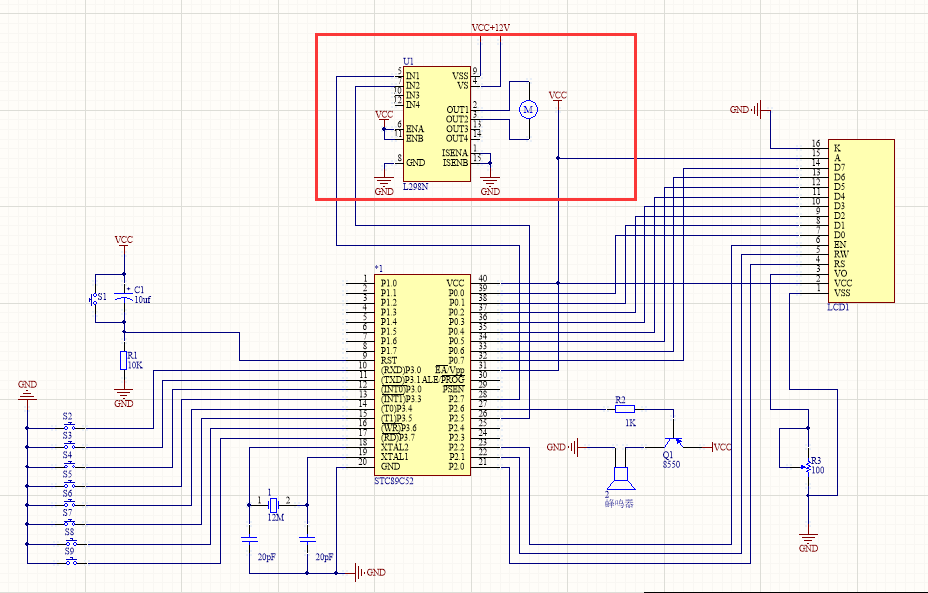 VCC+12V
U1
5 IN1 VSS 9
7 IN2 VS 4
10 IN3
12 IN4
OUT1 2
OUT2 3
OUT3 13
OUT4 14
VCC
6 ENA
11 ENB
ISENA 1
8 GND ISENB 15
GND
L298N
GND
M
VCC
GND
16 K
15 A
14 D7
13 D6
12 D5
11 D4
10 D3
9 D2
8 D1
7 D0
6 EN
5 RW
4 RS
3 VO
2 VCC
1 VSS
LCD1
VCC
S1
C1
10uf
R1
10K
GND
*1
1 P1.0 VCC 40
2 P1.1 P0.0 39
3 P1.2 P0.1 38
4 P1.3 P0.2 37
5 P1.4 P0.3 36
6 P1.5 P0.4 35
7 P1.6 P0.5 34
8 P1.7 P0.6 33
9 RST P0.7 32
10 (RXD)P3.0 EA/Vpp 31
11 (TXD)P3.1 ALE/PROG 30
12 (INT0)P3.0 PSEN 29
13 (INT1)P3.3 P2.7 28
14 (T0)P3.4 P2.6 27
15 (T1)P3.5 P2.5 26
16 (WR)P3.6 P2.4 25
17 (RD)P3.7 P2.3 24
18 XTAL2 P2.2 23
19 XTAL1 P2.1 22
20 GND P2.0 21
STC89C52
GND
S2
S3
S4
S5
S6
S7
S8
S9
1
1 2
12M
20pF
20pF
GND
R2
1K
GND
VCC
Q1
8550
2
蜂鸣器
R3
100
GND